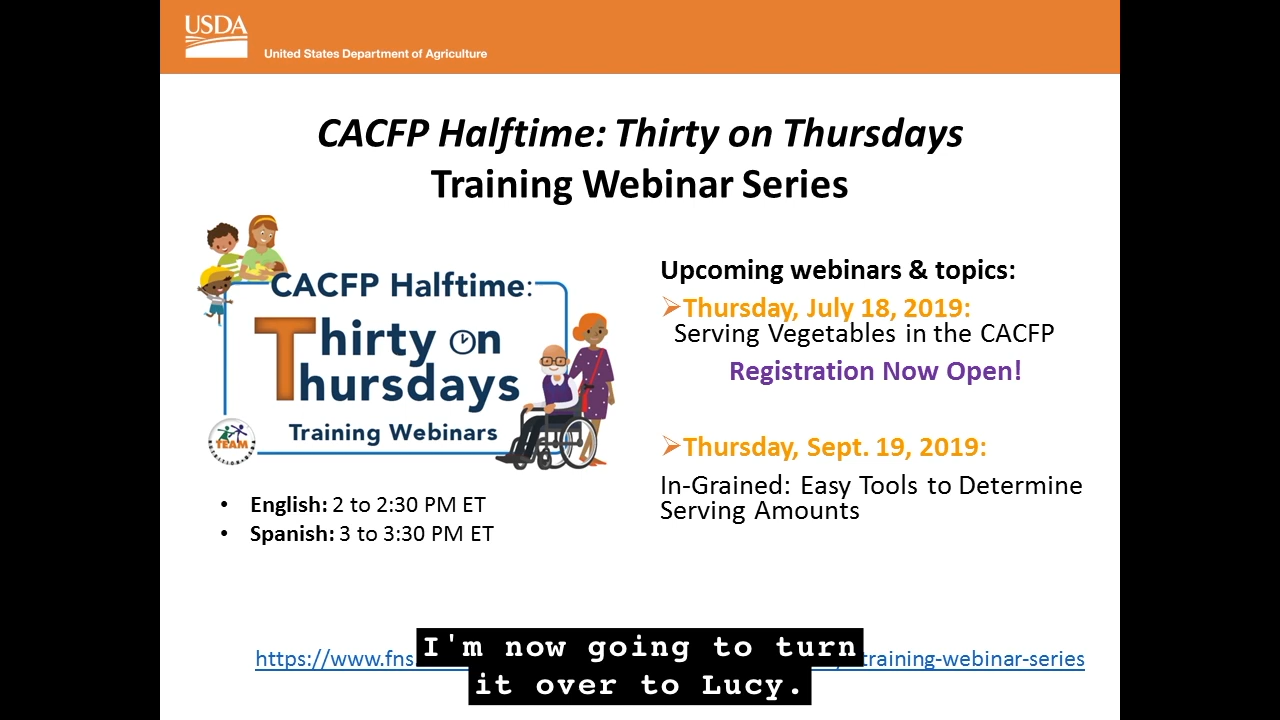 USDA
United States Department of Agriculture
CACFP Halftime: Thirty on Thursdays
Training Webinar Series
CACFP Halftime:
Thirty on
Thursdays
Training Webinars
TEAM
• English: 2 to 2:30 PM ET
• Spanish: 3 to 3:30 PM ET
Upcoming webinars & topics:
➢Thursday, July 18, 2019:
Serving Vegetables in the CACFP
Registration Now Open!
➢Thursday, Sept. 19, 2019:
In-Grained: Easy Tools to Determine
Serving Amounts
https://www.fns training-webinar-series
I'm now going to turn
it over to Lucy.